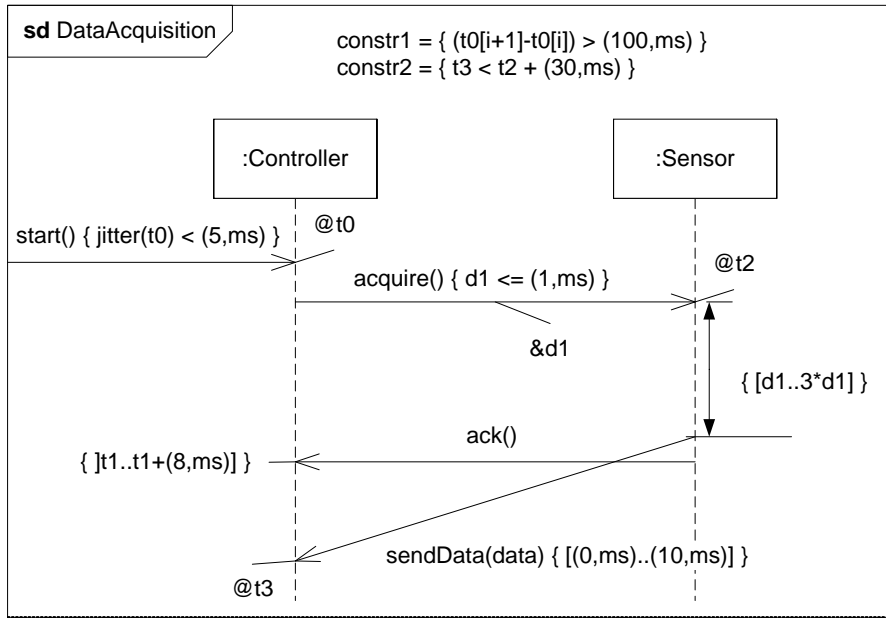 sd DataAcquisition
constr1 = { (t0[i+1]-t0[i]) > (100,ms) }
constr2 = { t3 < t2 + (30,ms) }
:Controller
:Sensor
@t0
start() { jitter(t0) < (5,ms) }
@t2
acquire() { d1 <= (1,ms) }
&d1
{ [d1..3*d1] }
ack()
{ ]t1..t1+(8,ms)] }
sendData(data) { [(0,ms)..(10,ms)] }
@t3